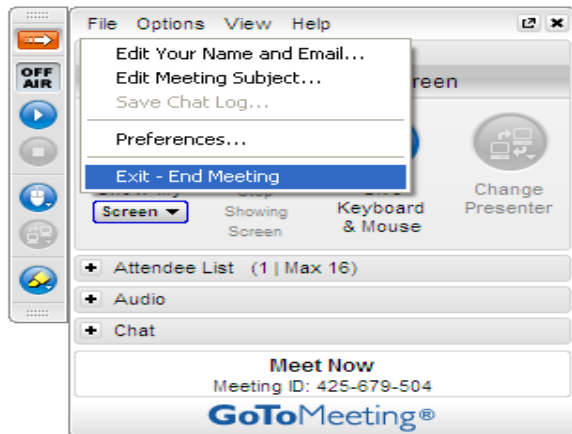 File Options View Help
OFF
AIR
Edit Your Name and Email...
Edit Meeting Subject...
reen
Save Chat Log...
Preferences...
Exit - End Meeting
Screen
Stop
Showing
Screen
Keyboard
& Mouse
Change
Presenter
Attendee List (1 | Max 16)
Audio
Chat
Meet Now
Meeting ID: 425-679-504
GoToMeeting®